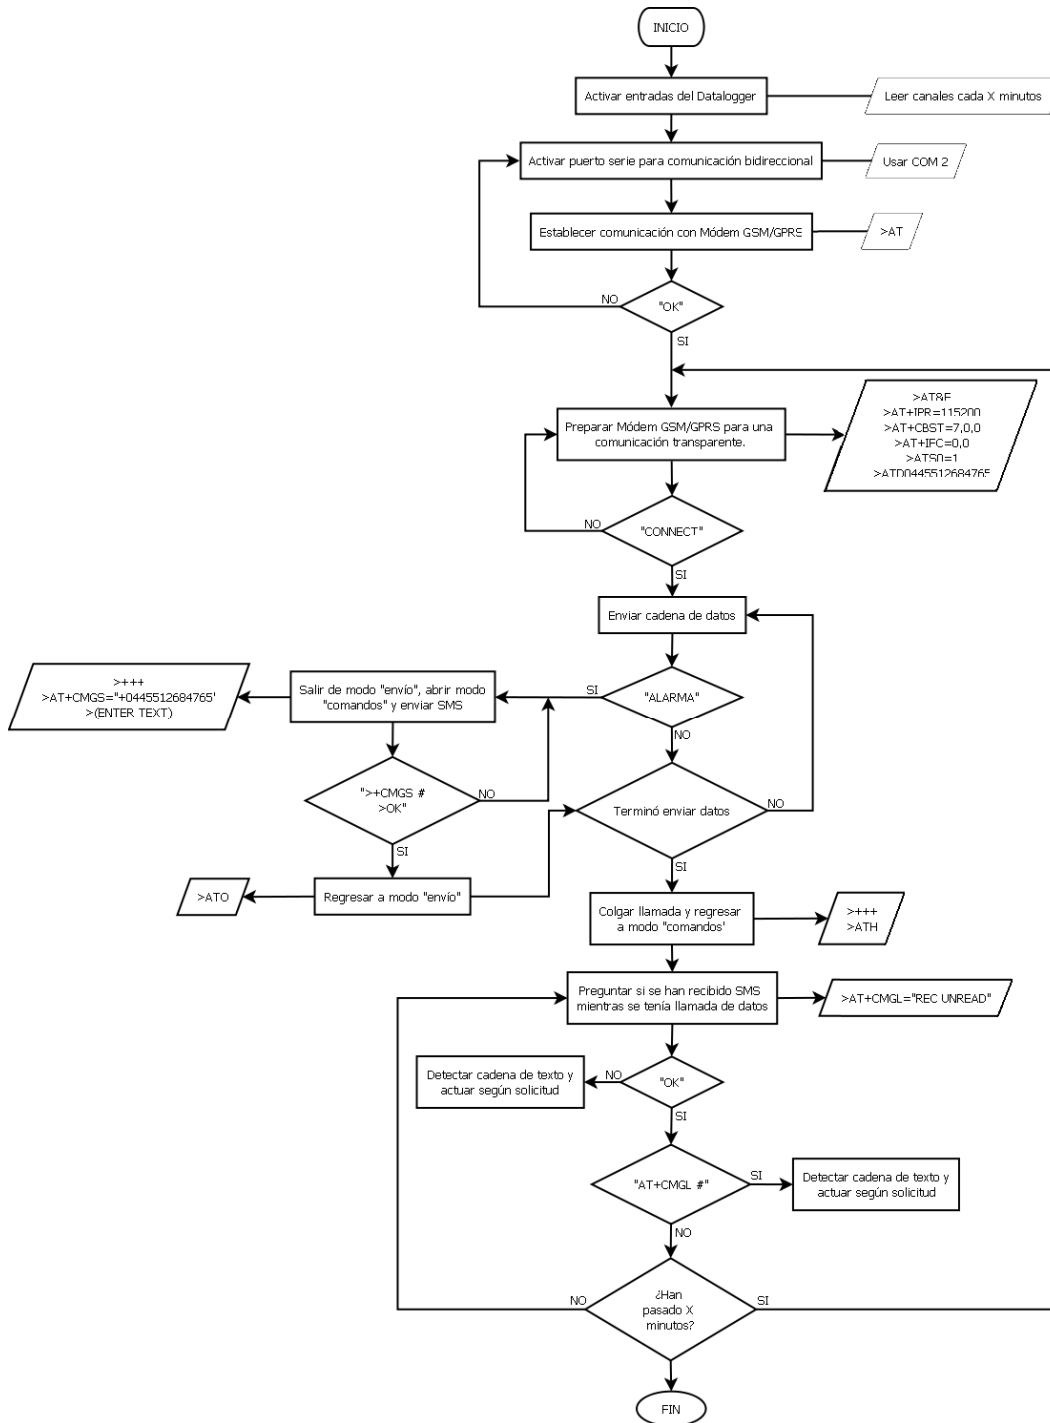 INICIO
Activar entradas del Datalogger
Leer canales cada X minutos
Activar puerto serie para comunicación bidireccional
Usar COM 2
Establecer comunicación con Módem GSM/GPRS
>AT
"OK"
NO
SI
Preparar Módem GSM/GPRS para una
comunicación transparente.
>AT&F
>AT+IPR=115200
>AT+CBST=7,0,0
>AT+IFC=0,0
>ATS0=1
>ATD0445512684765
"CONNECT"
NO
SI
Enviar cadena de datos
"ALARMA"
SI
NO
Salir de modo "envío", abrir modo
"comandos" y enviar SMS
>+++
>AT+CMGS="+0445512684765'
>(ENTER TEXT)
">+CMGS #
>OK"
NO
SI
Terminó enviar datos
NO
SI
Regresar a modo "envío"
>ATO
Colgar llamada y regresar
a modo "comandos'
>+++
>ATH
Preguntar si se han recibido SMS
mientras se tenía llamada de datos
>AT+CMGL="REC UNREAD"
"OK"
NO
SI
Detectar cadena de texto y
actuar según solicitud
"AT+CMGL #"
SI
NO
Detectar cadena de texto y
actuar según solicitud
¿Han
pasado X
minutos?
NO
SI
FIN